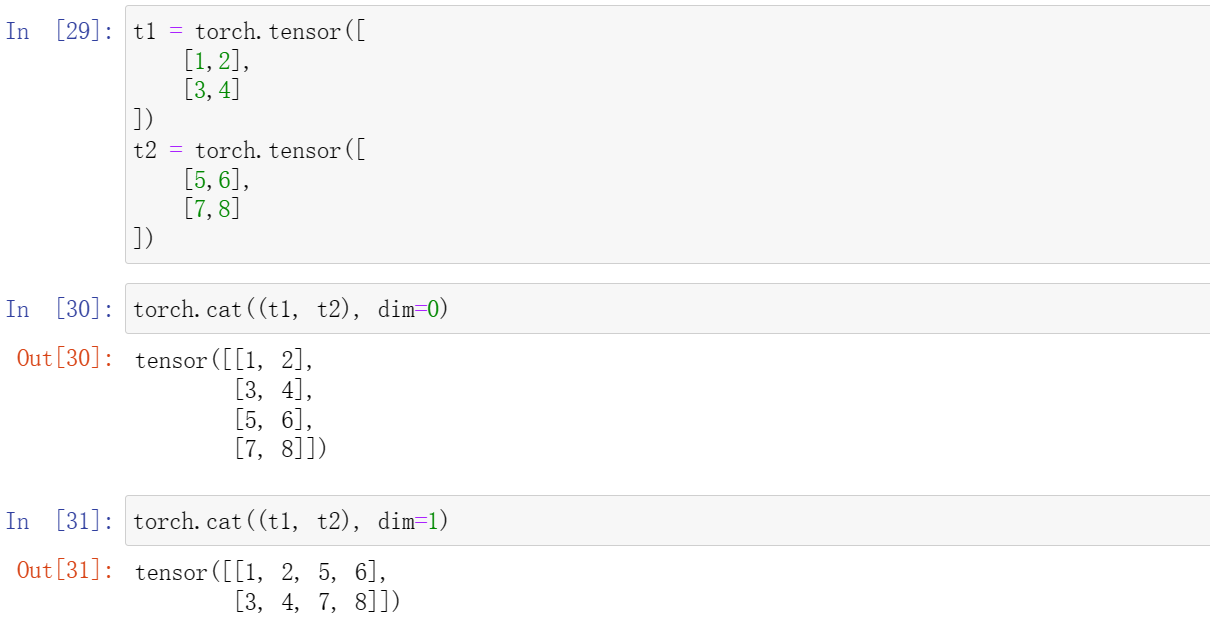 In [29]: t1 = torch.tensor([
    [1,2],
    [3,4]
])
t2 = torch.tensor([
    [5,6],
    [7,8]
])
In [30]: torch.cat((t1, t2), dim=0)
Out[30]: tensor([[1, 2],
        [3, 4],
        [5, 6],
        [7, 8]])
In [31]: torch.cat((t1, t2), dim=1)
Out[31]: tensor([[1, 2, 5, 6],
        [3, 4, 7, 8]])